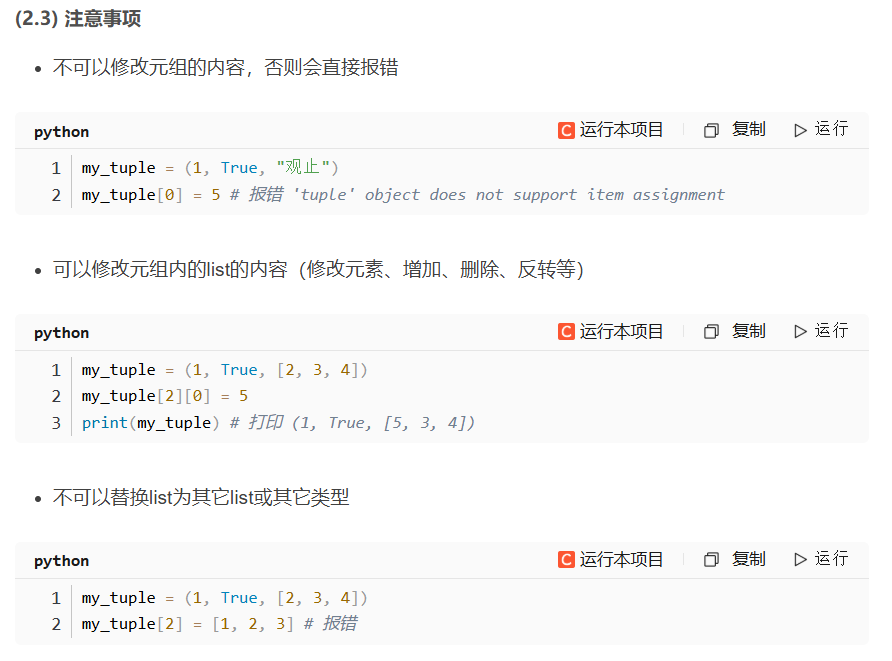 (2.3) 注意事项
不可以修改元组的内容，否则会直接报错
python C 运行本项目 复制 运行
1 my_tuple = (1, True, "观止")
2 my_tuple[0] = 5 # 报错 'tuple' object does not support item assignment
可以修改元组内的list的内容（修改元素、增加、删除、反转等）
python C 运行本项目 复制 运行
1 my_tuple = (1, True, [2, 3, 4])
2 my_tuple[2][0] = 5
3 print(my_tuple) # 打印 (1, True, [5, 3, 4])
不可以替换list为其它list或其它类型
python C 运行本项目 复制 运行
1 my_tuple = (1, True, [2, 3, 4])
2 my_tuple[2] = [1, 2, 3] # 报错